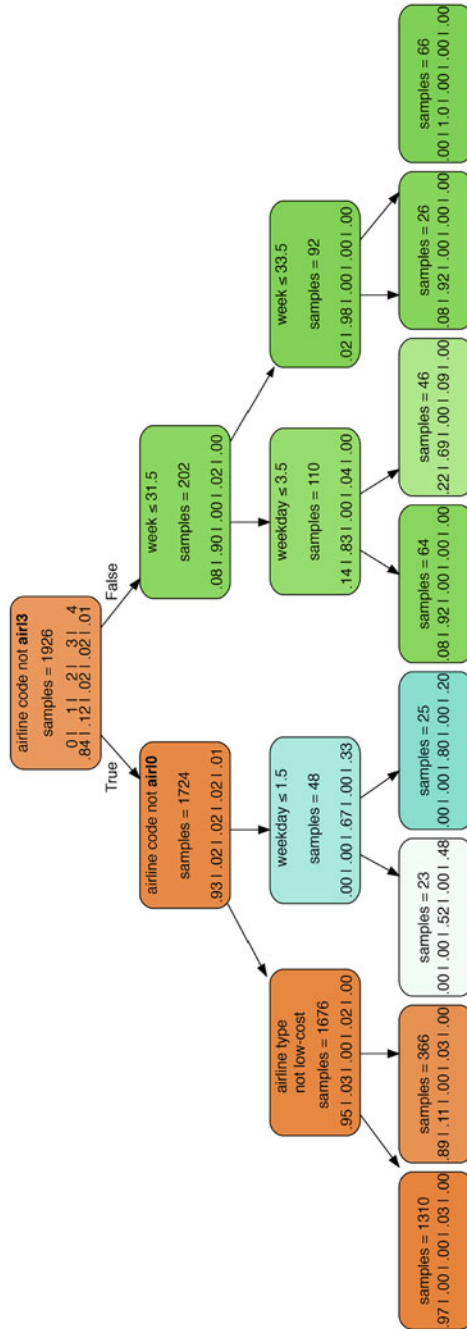 airline code not airl3
samples = 1926
0 | 1 | 2 | 3 | 4
.84 | .12 | .02 | .02 | .01
True
False
airline code not airl0
samples = 1724
.93 | .02 | .02 | .02 | .01
week ≤ 31.5
samples = 202
.08 | .90 | .00 | .02 | .00
airline type
not low-cost
samples = 1676
.95 | .03 | .00 | .02 | .00
weekday ≤ 1.5
samples = 48
.00 | .00 | .67 | .00 | .33
weekday ≤ 3.5
samples = 110
.14 | .83 | .00 | .04 | .00
week ≤ 33.5
samples = 92
.02 | .98 | .00 | .00 | .00
samples = 1310
.97 | .00 | .00 | .03 | .00
samples = 366
.89 | .11 | .00 | .03 | .00
samples = 23
.00 | .00 | .52 | .00 | .48
samples = 25
.00 | .00 | .80 | .00 | .20
samples = 64
.08 | .92 | .00 | .00 | .00
samples = 46
.22 | .69 | .00 | .09 | .00
samples = 26
.08 | .92 | .00 | .00 | .00
samples = 66
.00 | 1.0 | .00 | .00 | .00